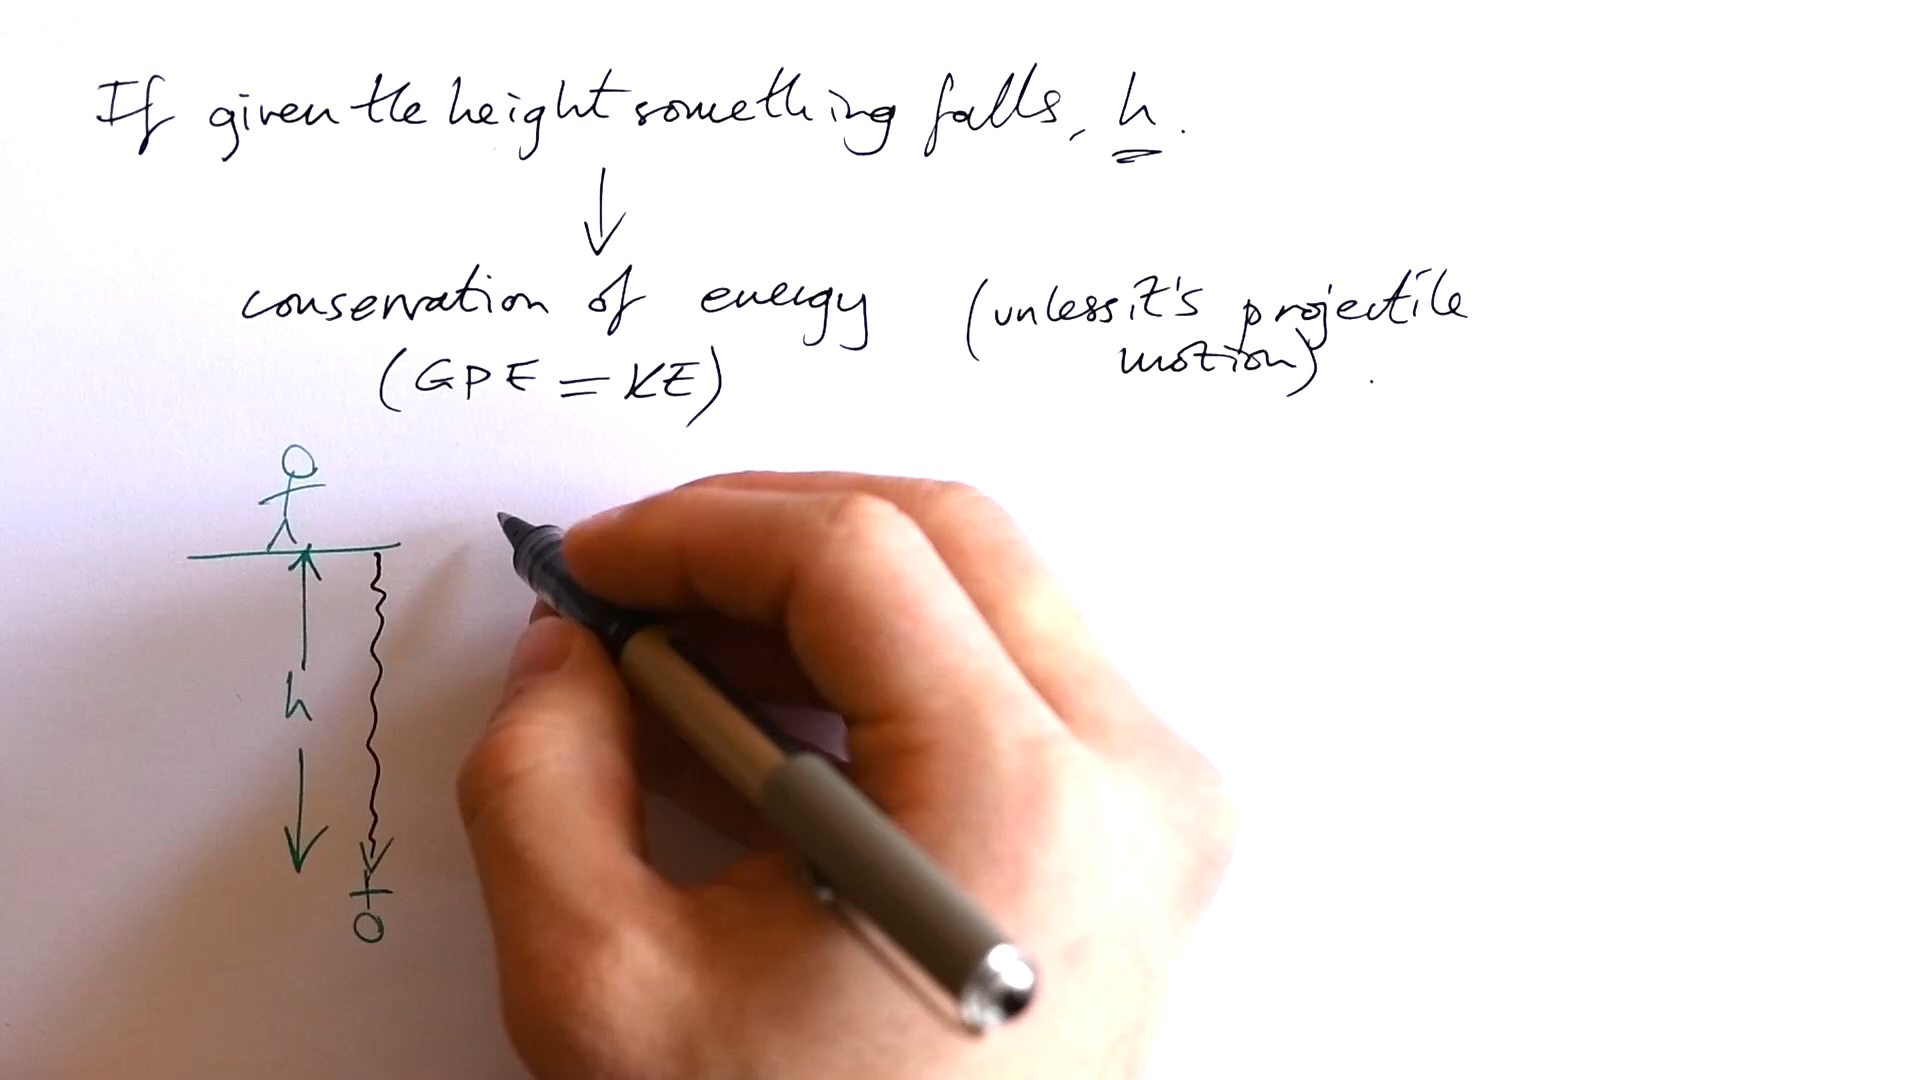 If given the height something falls, h.
conservation of energy (unless it's projectile
motion).
(GPE = KE)
h